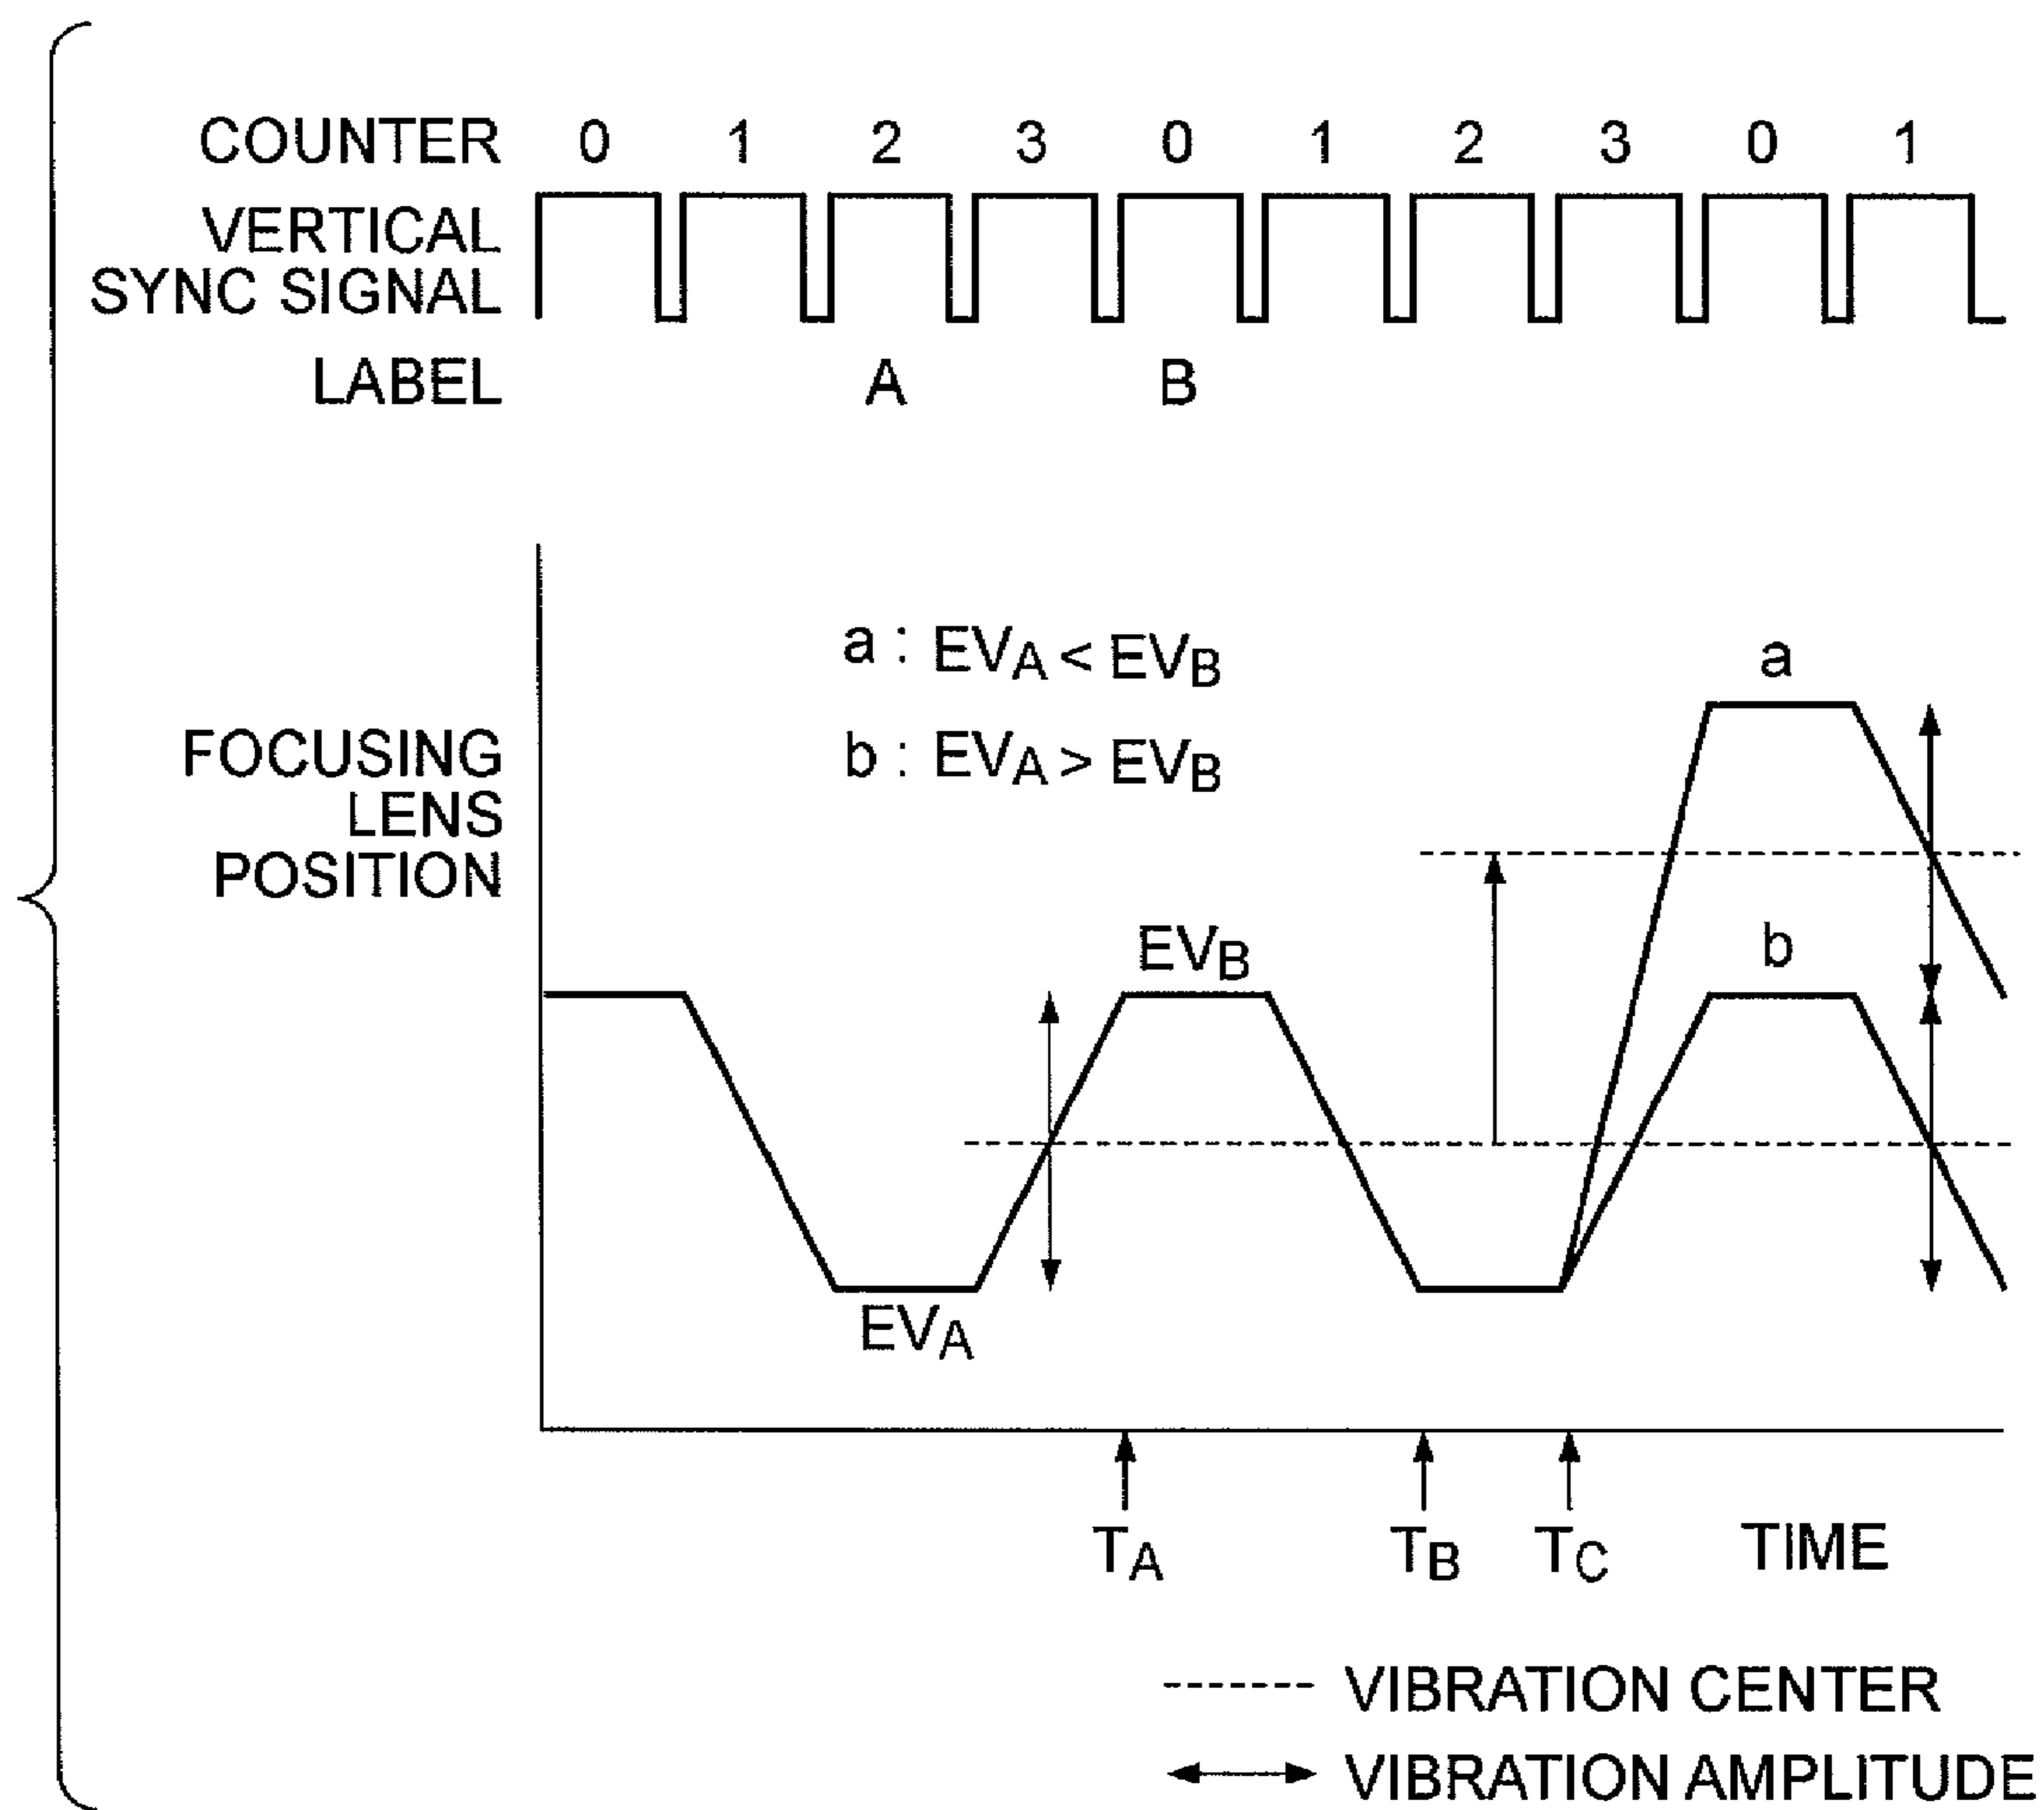 COUNTER 0 1 2 3 0 1 2 3 0 1
VERTICAL
SYNC SIGNAL
LABEL A B
a : EVA < EVB
a
b : EVA > EVB
FOCUSING
LENS
POSITION
EVB
b
EVA
TA TB TC TIME
VIBRATION CENTER
VIBRATION AMPLITUDE